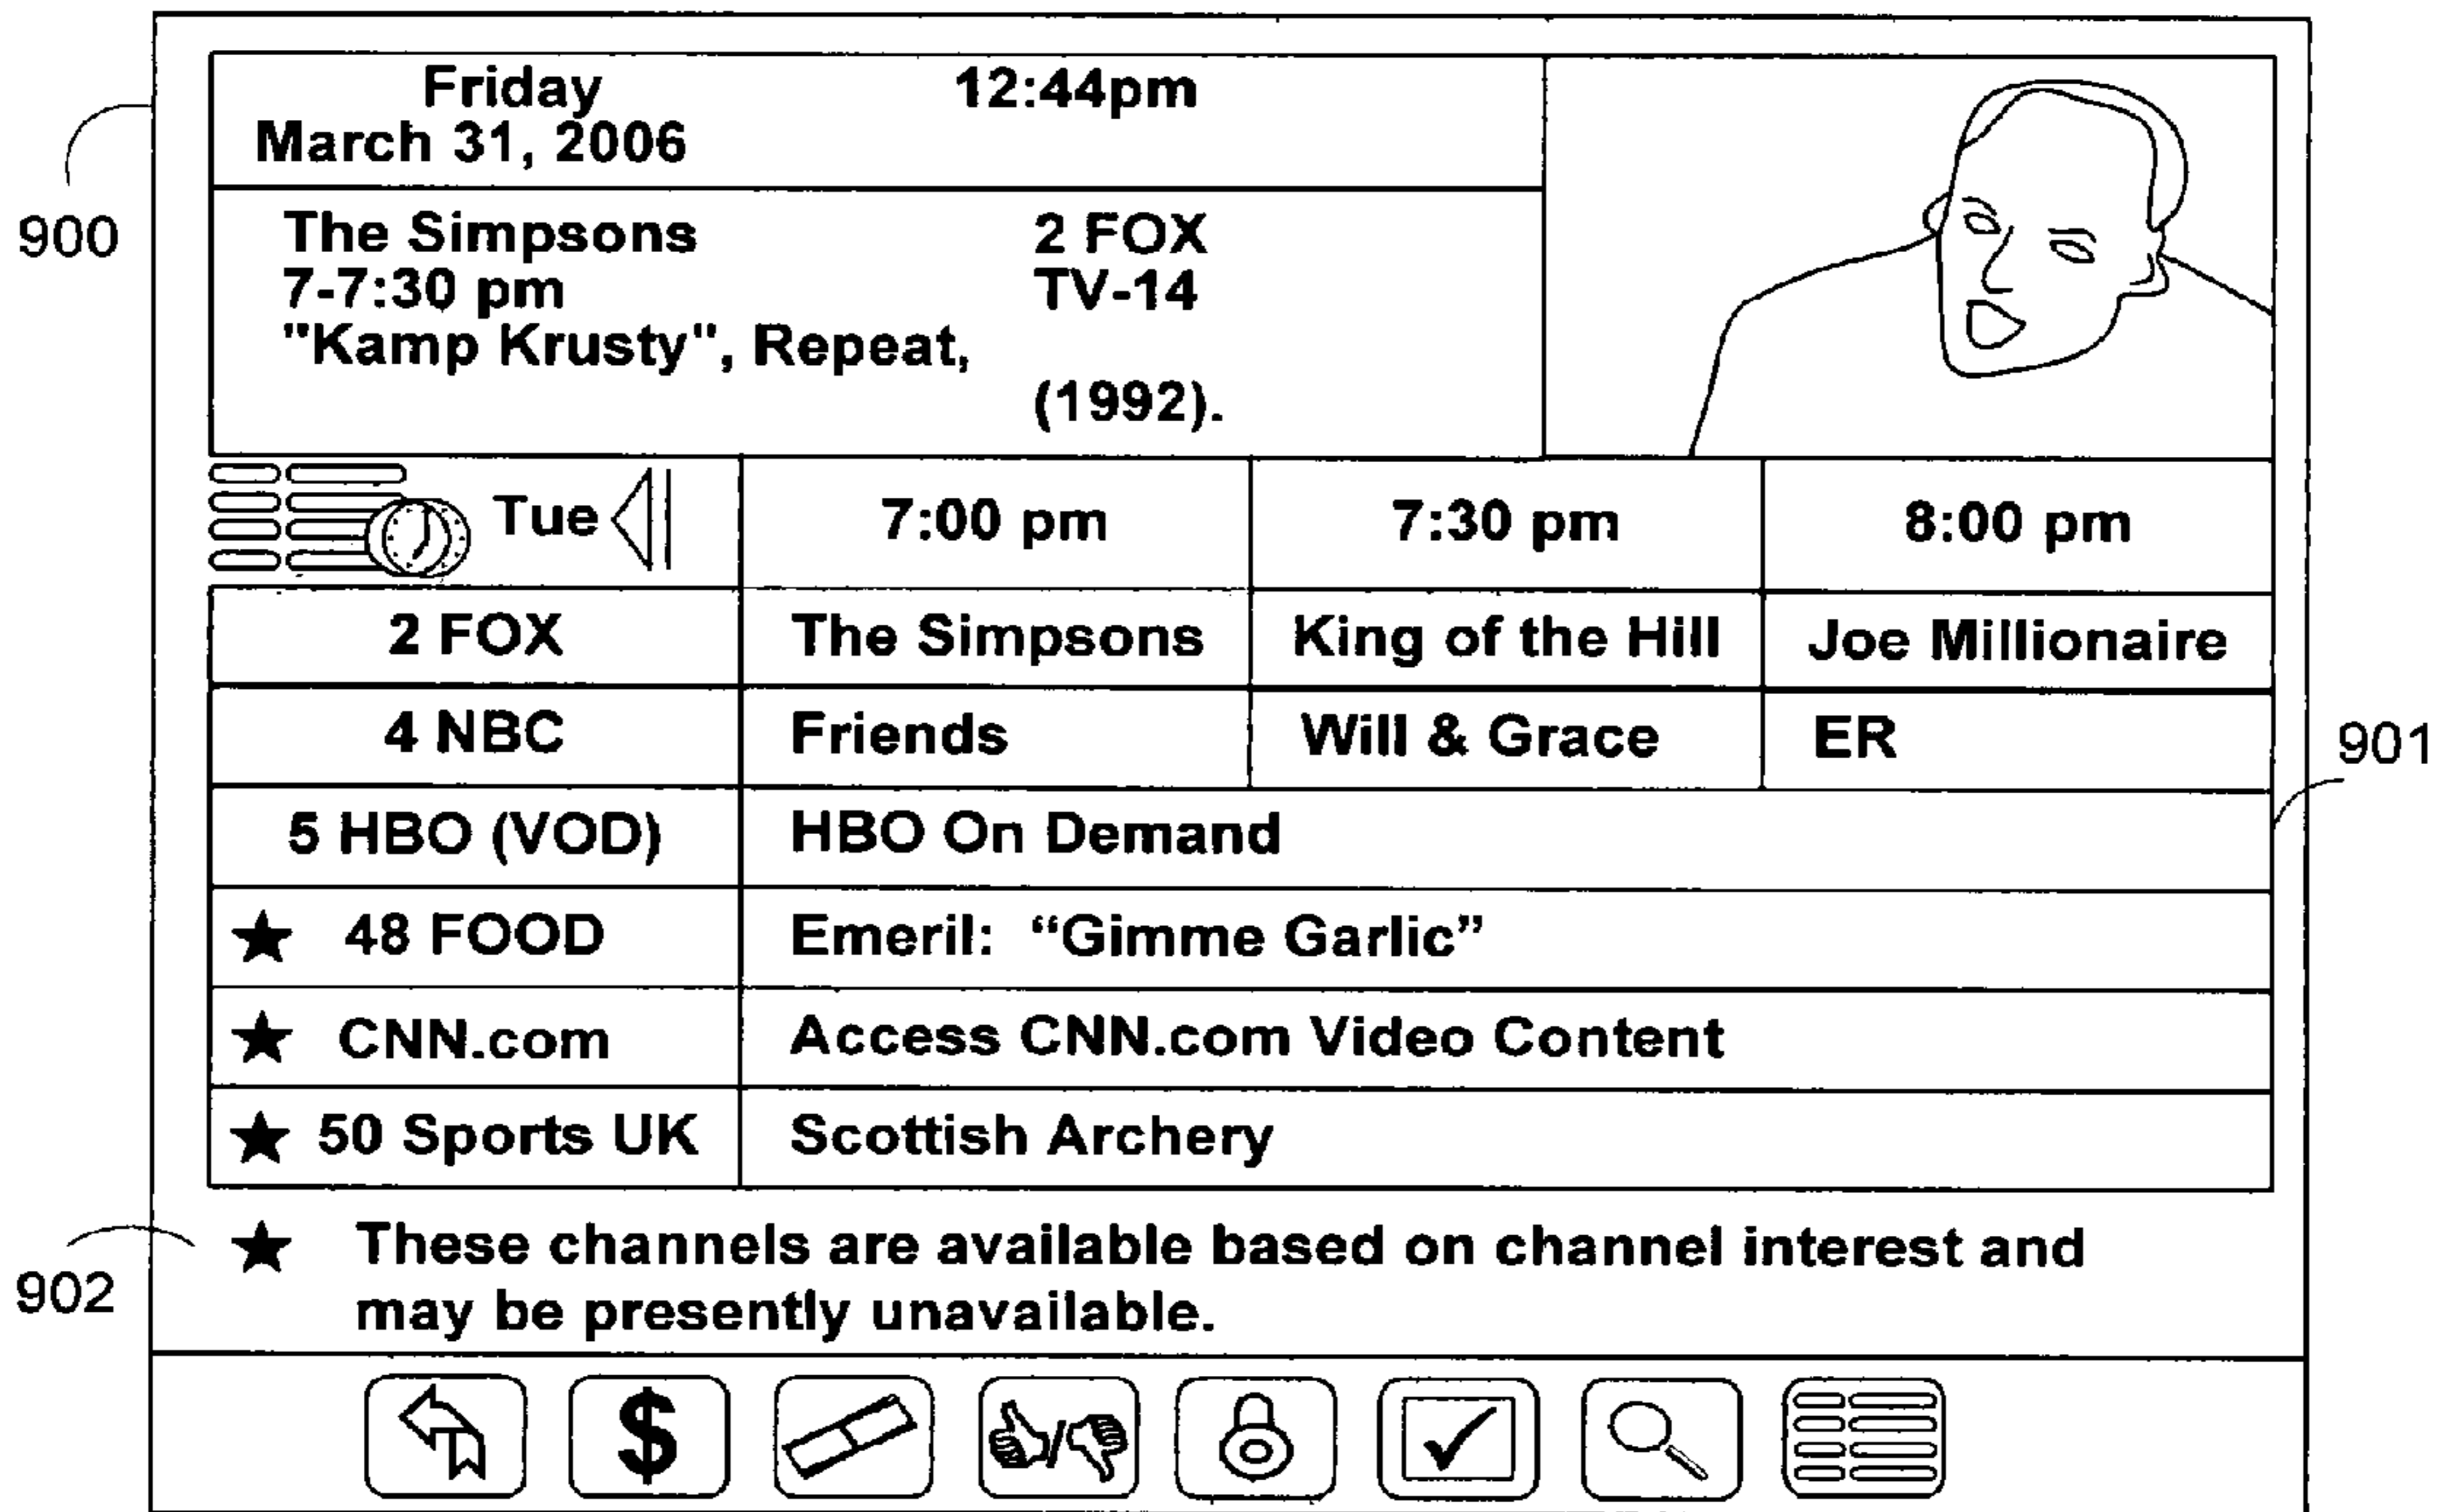 Friday 12:44pm
March 31, 2006
900
The Simpsons 2 FOX
7-7:30 pm TV-14
"Kamp Krusty", Repeat,
(1992).
Tue 7:00 pm 7:30 pm 8:00 pm
2 FOX The Simpsons King of the Hill Joe Millionaire
4 NBC Friends Will & Grace ER
901
5 HBO (VOD) HBO On Demand
★ 48 FOOD Emeril: “Gimme Garlic”
★ CNN.com Access CNN.com Video Content
★ 50 Sports UK Scottish Archery
★ These channels are available based on channel interest and
902
may be presently unavailable.
$